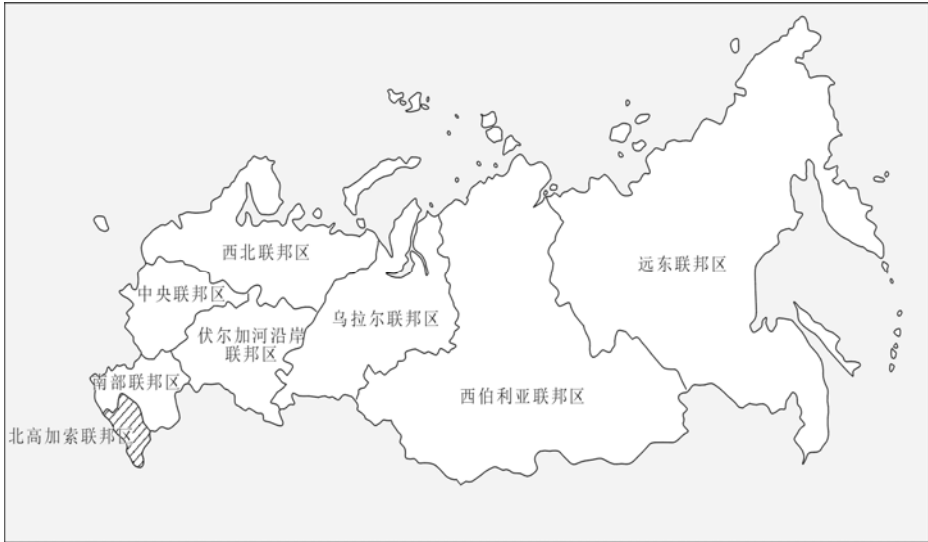 西北联邦区
远东联邦区
中央联邦区
乌拉尔联邦区
伏尔加河沿岸
联邦区
南部联邦区
西伯利亚联邦区
北高加索联邦区